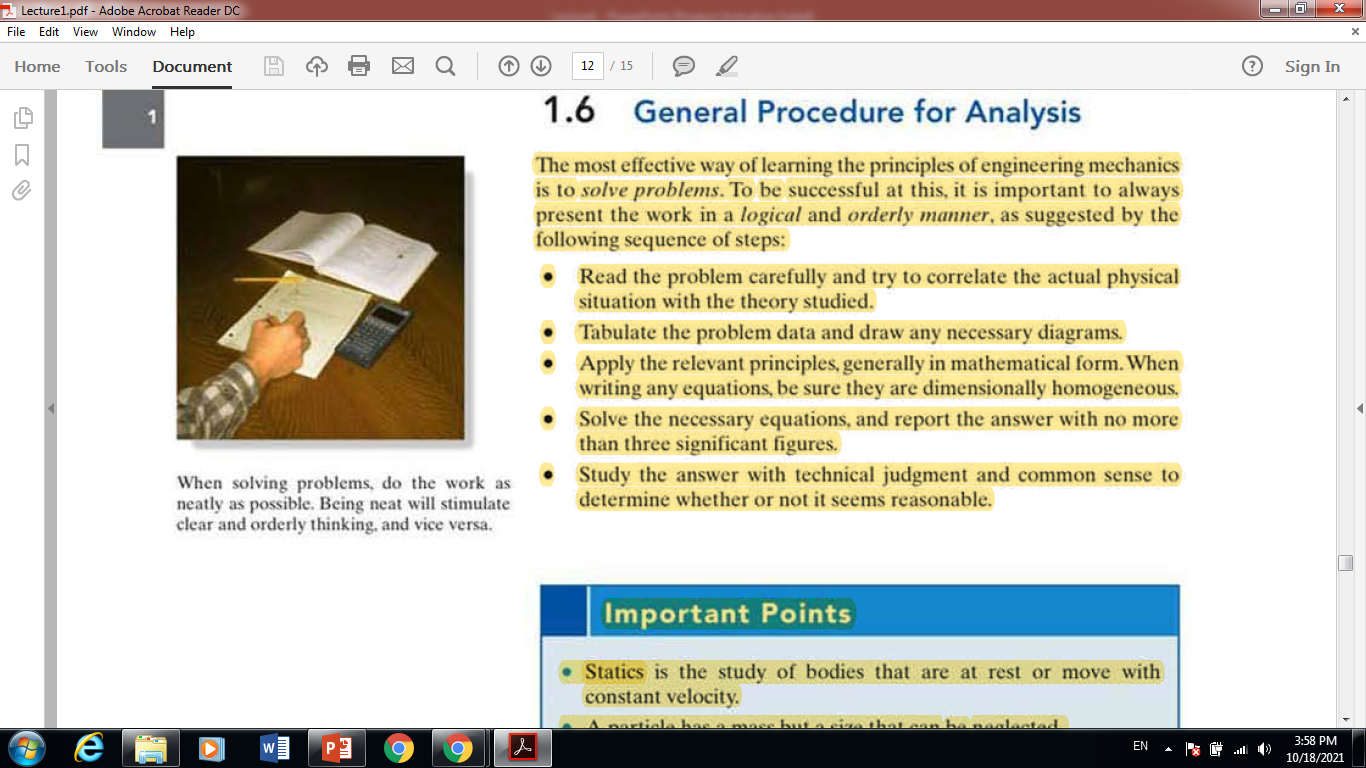 Lecture1.pdf - Adobe Acrobat Reader DC
File Edit View Window Help
Home Tools Document 12 / 15 Sign In
1
1.6 General Procedure for Analysis
The most effective way of learning the principles of engineering mechanics
is to solve problems. To be successful at this, it is important to always
present the work in a logical and orderly manner, as suggested by the
following sequence of steps:
• Read the problem carefully and try to correlate the actual physical
situation with the theory studied.
• Tabulate the problem data and draw any necessary diagrams.
• Apply the relevant principles, generally in mathematical form. When
writing any equations, be sure they are dimensionally homogeneous.
• Solve the necessary equations, and report the answer with no more
than three significant figures.
• Study the answer with technical judgment and common sense to
determine whether or not it seems reasonable.
When solving problems, do the work as
neatly as possible. Being neat will stimulate
clear and orderly thinking, and vice versa.
Important Points
• Statics is the study of bodies that are at rest or move with
constant velocity.
• A particle has a mass but a size that can be neglected.
EN
3:58 PM
10/18/2021